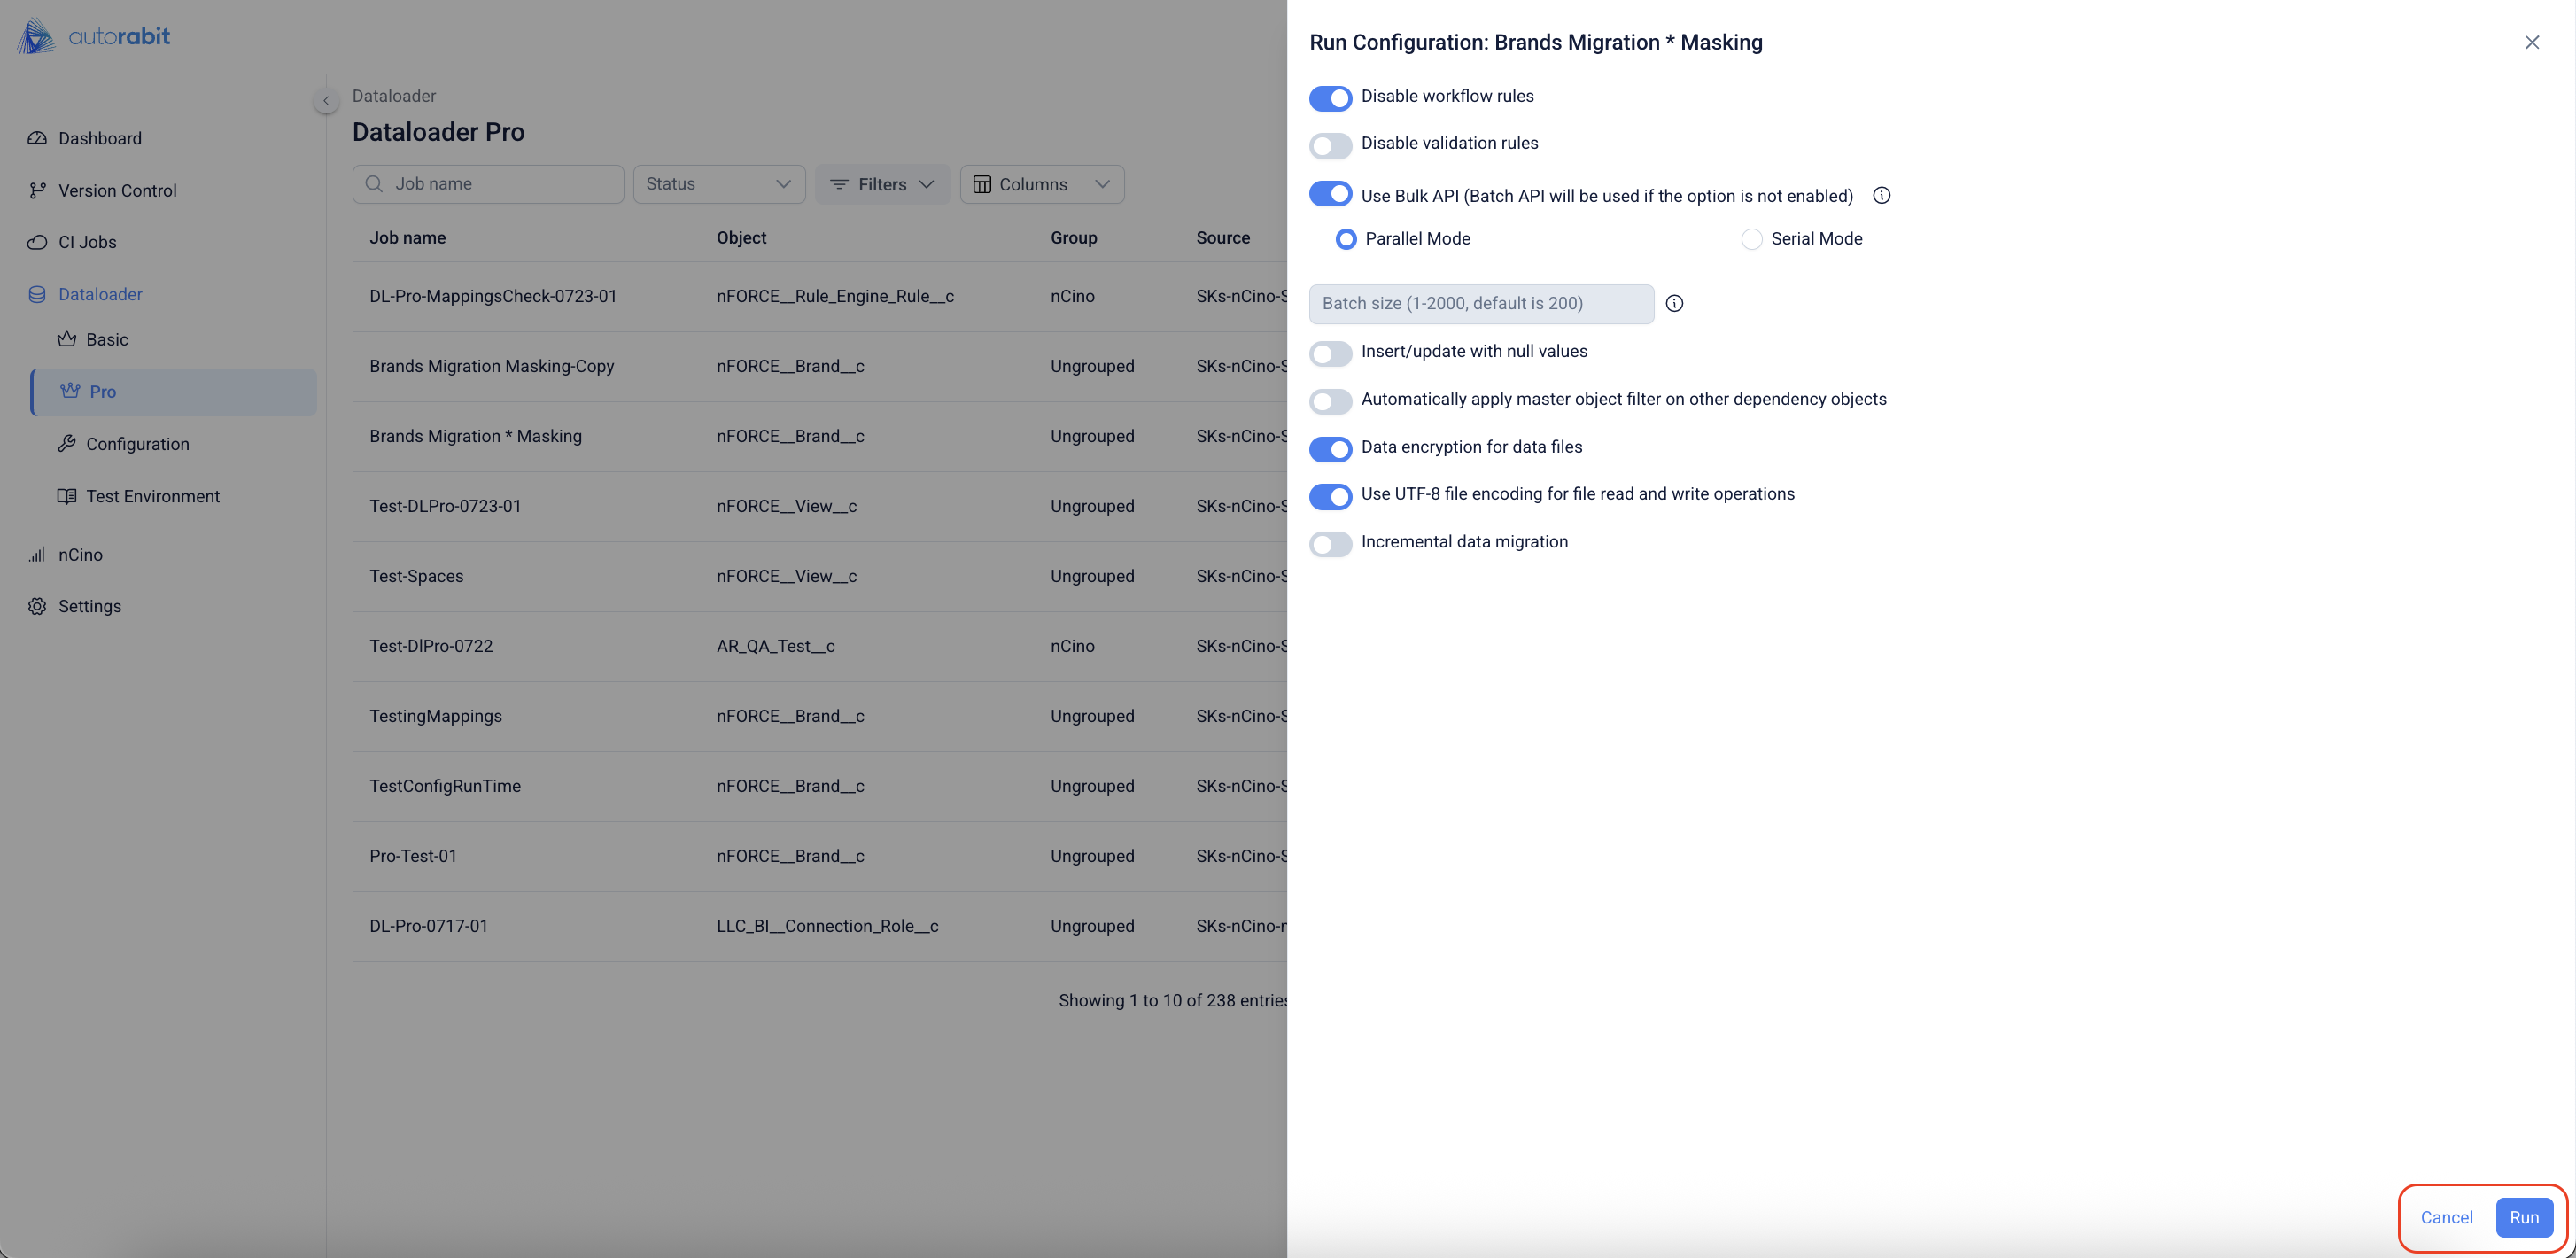 autorabit
Dashboard
Version Control
CI Jobs
Dataloader
Basic
Pro
Configuration
Test Environment
nCino
Settings
Dataloader
Dataloader Pro
Job name Status Filters Columns
Job name Object Group Source
DL-Pro-MappingsCheck-0723-01 nFORCE__Rule_Engine_Rule__c nCino SKs-nCino-S
Brands Migration Masking-Copy nFORCE__Brand__c Ungrouped SKs-nCino-S
Brands Migration * Masking nFORCE__Brand__c Ungrouped SKs-nCino-S
Test-DLPro-0723-01 nFORCE__View__c Ungrouped SKs-nCino-S
Test-Spaces nFORCE__View__c Ungrouped SKs-nCino-S
Test-DlPro-0722 AR_QA_Test__c nCino SKs-nCino-S
TestingMappings nFORCE__Brand__c Ungrouped SKs-nCino-S
TestConfigRunTime nFORCE__Brand__c Ungrouped SKs-nCino-S
Pro-Test-01 nFORCE__Brand__c Ungrouped SKs-nCino-S
DL-Pro-0717-01 LLC_BI__Connection_Role__c Ungrouped SKs-nCino-n
Showing 1 to 10 of 238 entries
Run Configuration: Brands Migration * Masking
Disable workflow rules
Disable validation rules
Use Bulk API (Batch API will be used if the option is not enabled)
Parallel Mode Serial Mode
Batch size (1-2000, default is 200)
Insert/update with null values
Automatically apply master object filter on other dependency objects
Data encryption for data files
Use UTF-8 file encoding for file read and write operations
Incremental data migration
Cancel Run